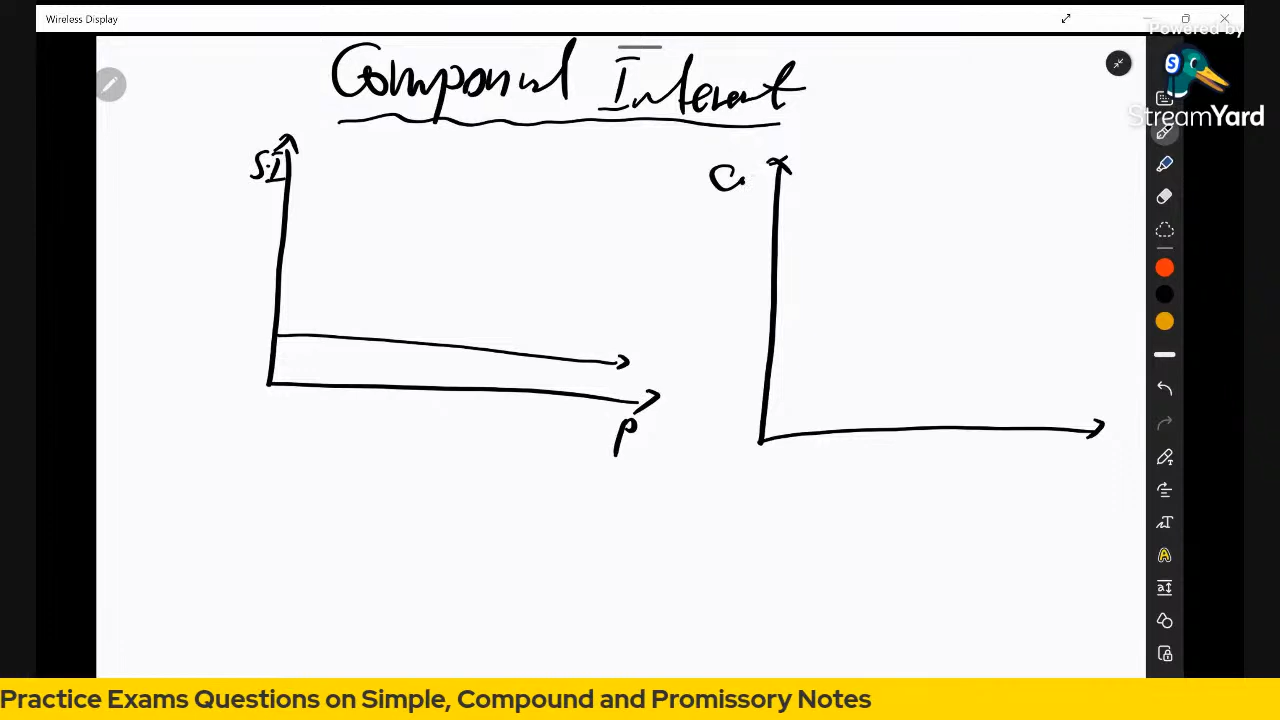 Wireless Display
Powered by
StreamYard
Compound Interest
S.I
C.
P
Practice Exams Questions on Simple, Compound and Promissory Notes